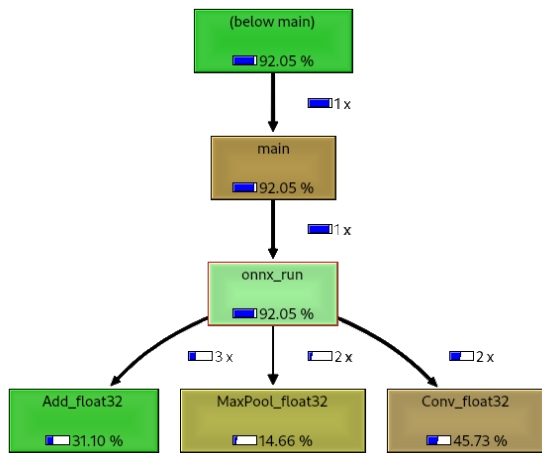 (below main)
92.05 %
1 x
main
92.05 %
1 x
onnx_run
92.05 %
3 x
2 x
2 x
Add_float32
MaxPool_float32
Conv_float32
31.10 %
14.66 %
45.73 %